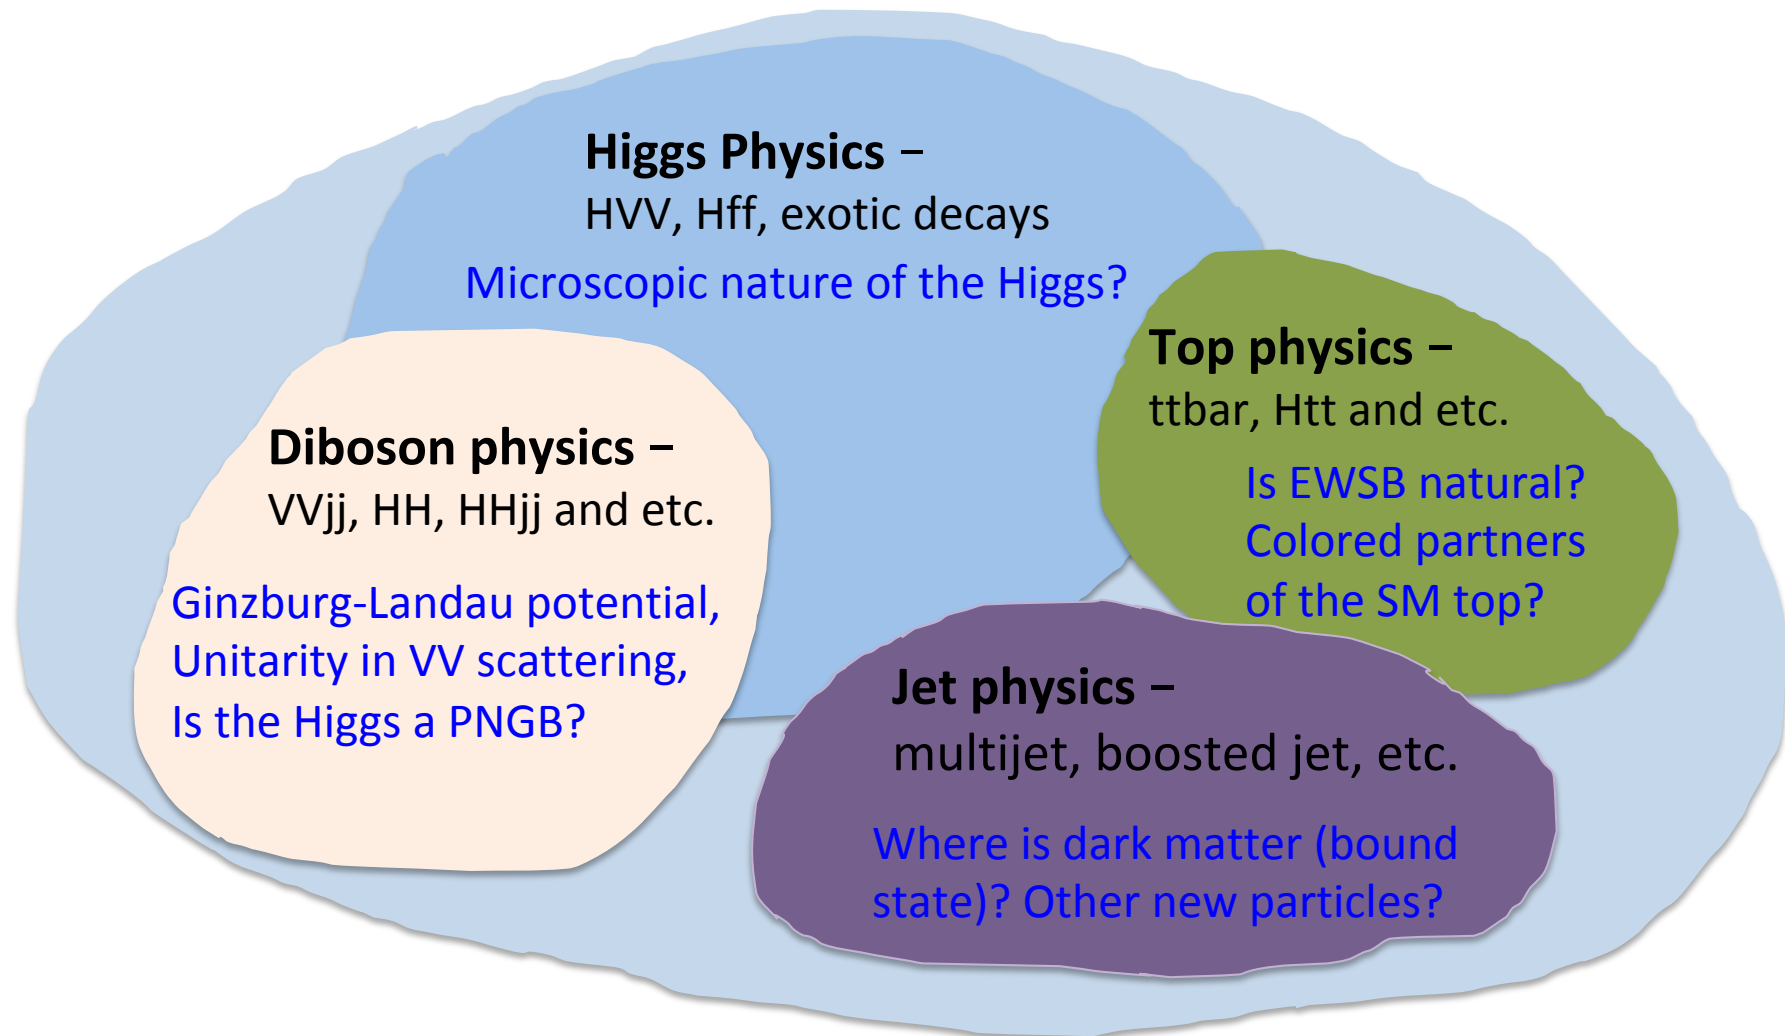 Higgs Physics –
HVV, Hff, exotic decays
Microscopic nature of the Higgs?
Top physics –
ttbar, Htt and etc.
Is EWSB natural?
Colored partners
of the SM top?
Diboson physics –
VVjj, HH, HHjj and etc.
Ginzburg-Landau potential,
Unitarity in VV scattering,
Is the Higgs a PNGB?
Jet physics –
multijet, boosted jet, etc.
Where is dark matter (bound
state)? Other new particles?